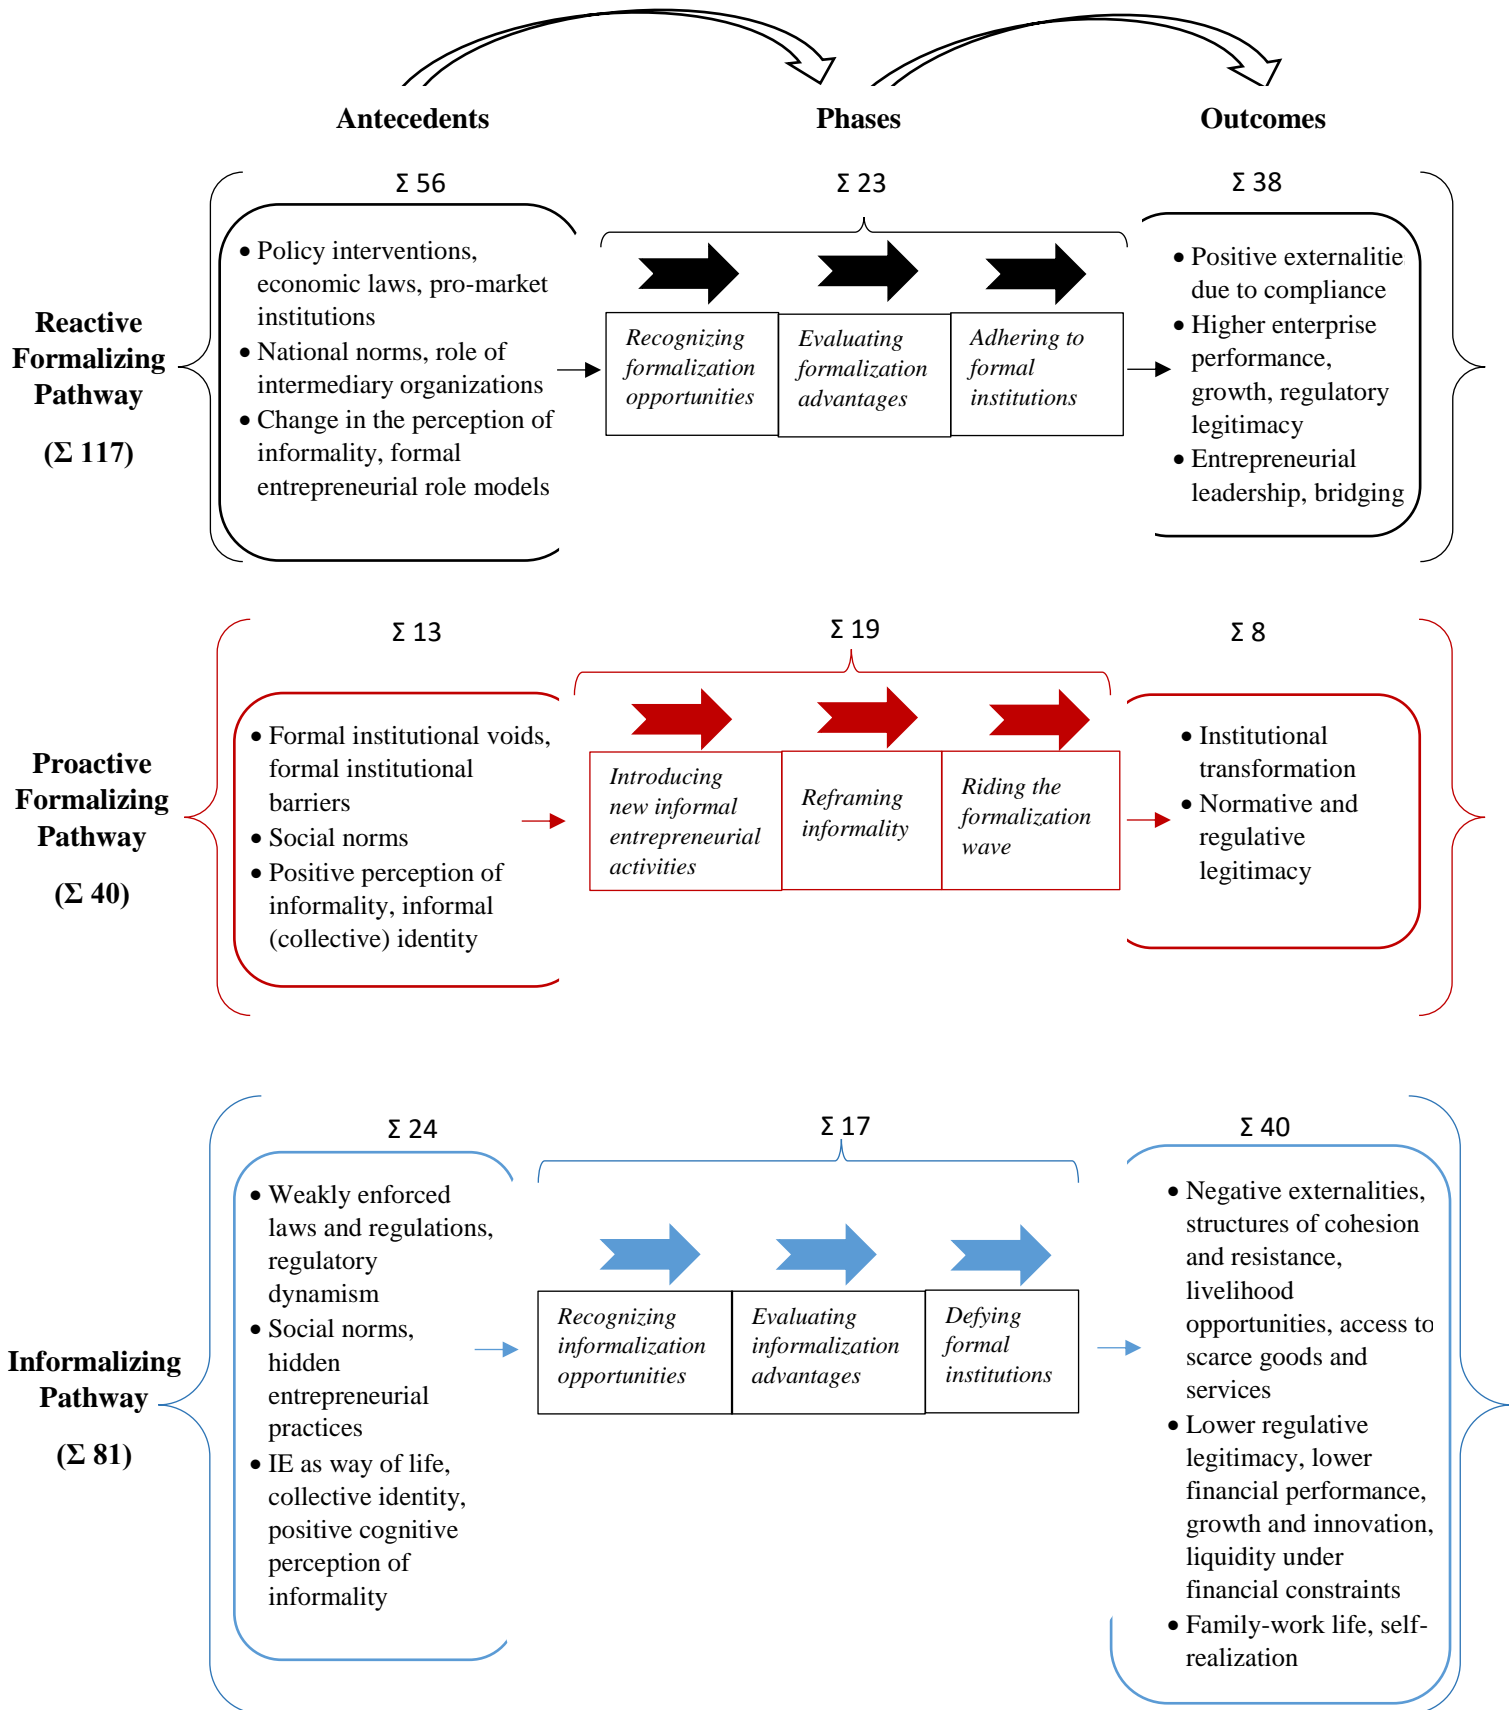 Antecedents
Phases
Outcomes
Reactive
Formalizing
Pathway
(Σ 117)
Σ 56
• Policy interventions,
economic laws, pro-market
institutions
• National norms, role of
intermediary organizations
• Change in the perception of
informality, formal
entrepreneurial role models
Σ 23
Recognizing
formalization
opportunities
Evaluating
formalization
advantages
Adhering to
formal
institutions
Σ 38
• Positive externalitie
due to compliance
• Higher enterprise
performance,
growth, regulatory
legitimacy
• Entrepreneurial
leadership, bridging
Proactive
Formalizing
Pathway
(Σ 40)
Σ 13
• Formal institutional voids,
formal institutional
barriers
• Social norms
• Positive perception of
informality, informal
(collective) identity
Σ 19
Introducing
new informal
entrepreneurial
activities
Reframing
informality
Riding the
formalization
wave
Σ 8
• Institutional
transformation
• Normative and
regulative
legitimacy
Informalizing
Pathway
(Σ 81)
Σ 24
• Weakly enforced
laws and regulations,
regulatory
dynamism
• Social norms,
hidden
entrepreneurial
practices
• IE as way of life,
collective identity,
positive cognitive
perception of
informality
Σ 17
Recognizing
informalization
opportunities
Evaluating
informalization
advantages
Defying
formal
institutions
Σ 40
• Negative externalities,
structures of cohesion
and resistance,
livelihood
opportunities, access to
scarce goods and
services
• Lower regulative
legitimacy, lower
financial performance,
growth and innovation,
liquidity under
financial constraints
• Family-work life, self-
realization